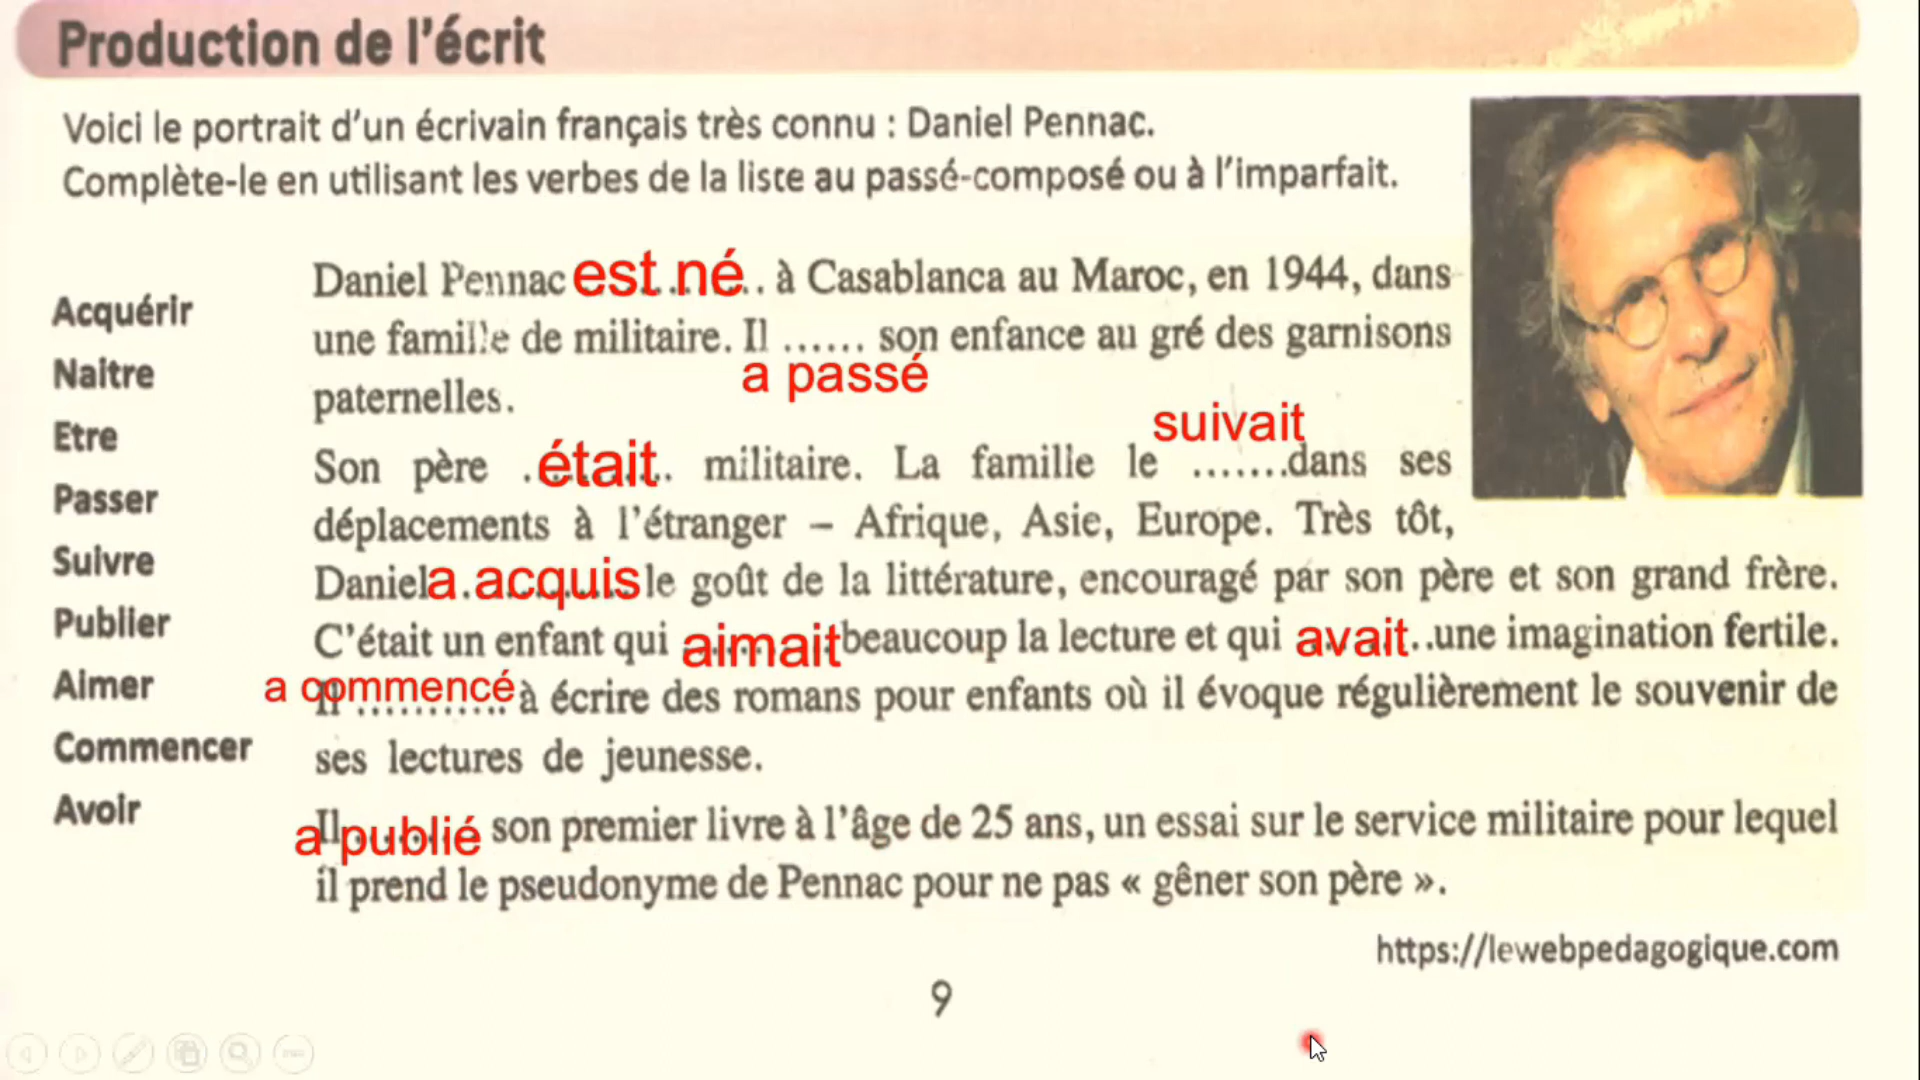 Production de l'écrit
Voici le portrait d'un écrivain français très connu : Daniel Pennac.
Complète-le en utilisant les verbes de la liste au passé-composé ou à l'imparfait.
Acquérir
Naitre
Etre
Passer
Suivre
Publier
Aimer
Commencer
Avoir
Daniel Pennac est né .. à Casablanca au Maroc, en 1944, dans
une famille de militaire. Il ...... son enfance au gré des garnisons
a passé
paternelles.
suivait
Son père . était . militaire. La famille le .......dans ses
déplacements à l'étranger – Afrique, Asie, Europe. Très tôt,
Daniel a acquis le goût de la littérature, encouragé par son père et son grand frère.
C'était un enfant qui aimait beaucoup la lecture et qui avait ..une imagination fertile.
a commencé
Il ........... à écrire des romans pour enfants où il évoque régulièrement le souvenir de
ses lectures de jeunesse.
Il a publié son premier livre à l'âge de 25 ans, un essai sur le service militaire pour lequel
il prend le pseudonyme de Pennac pour ne pas « gêner son père ».
https://lewebpedagogique.com
9